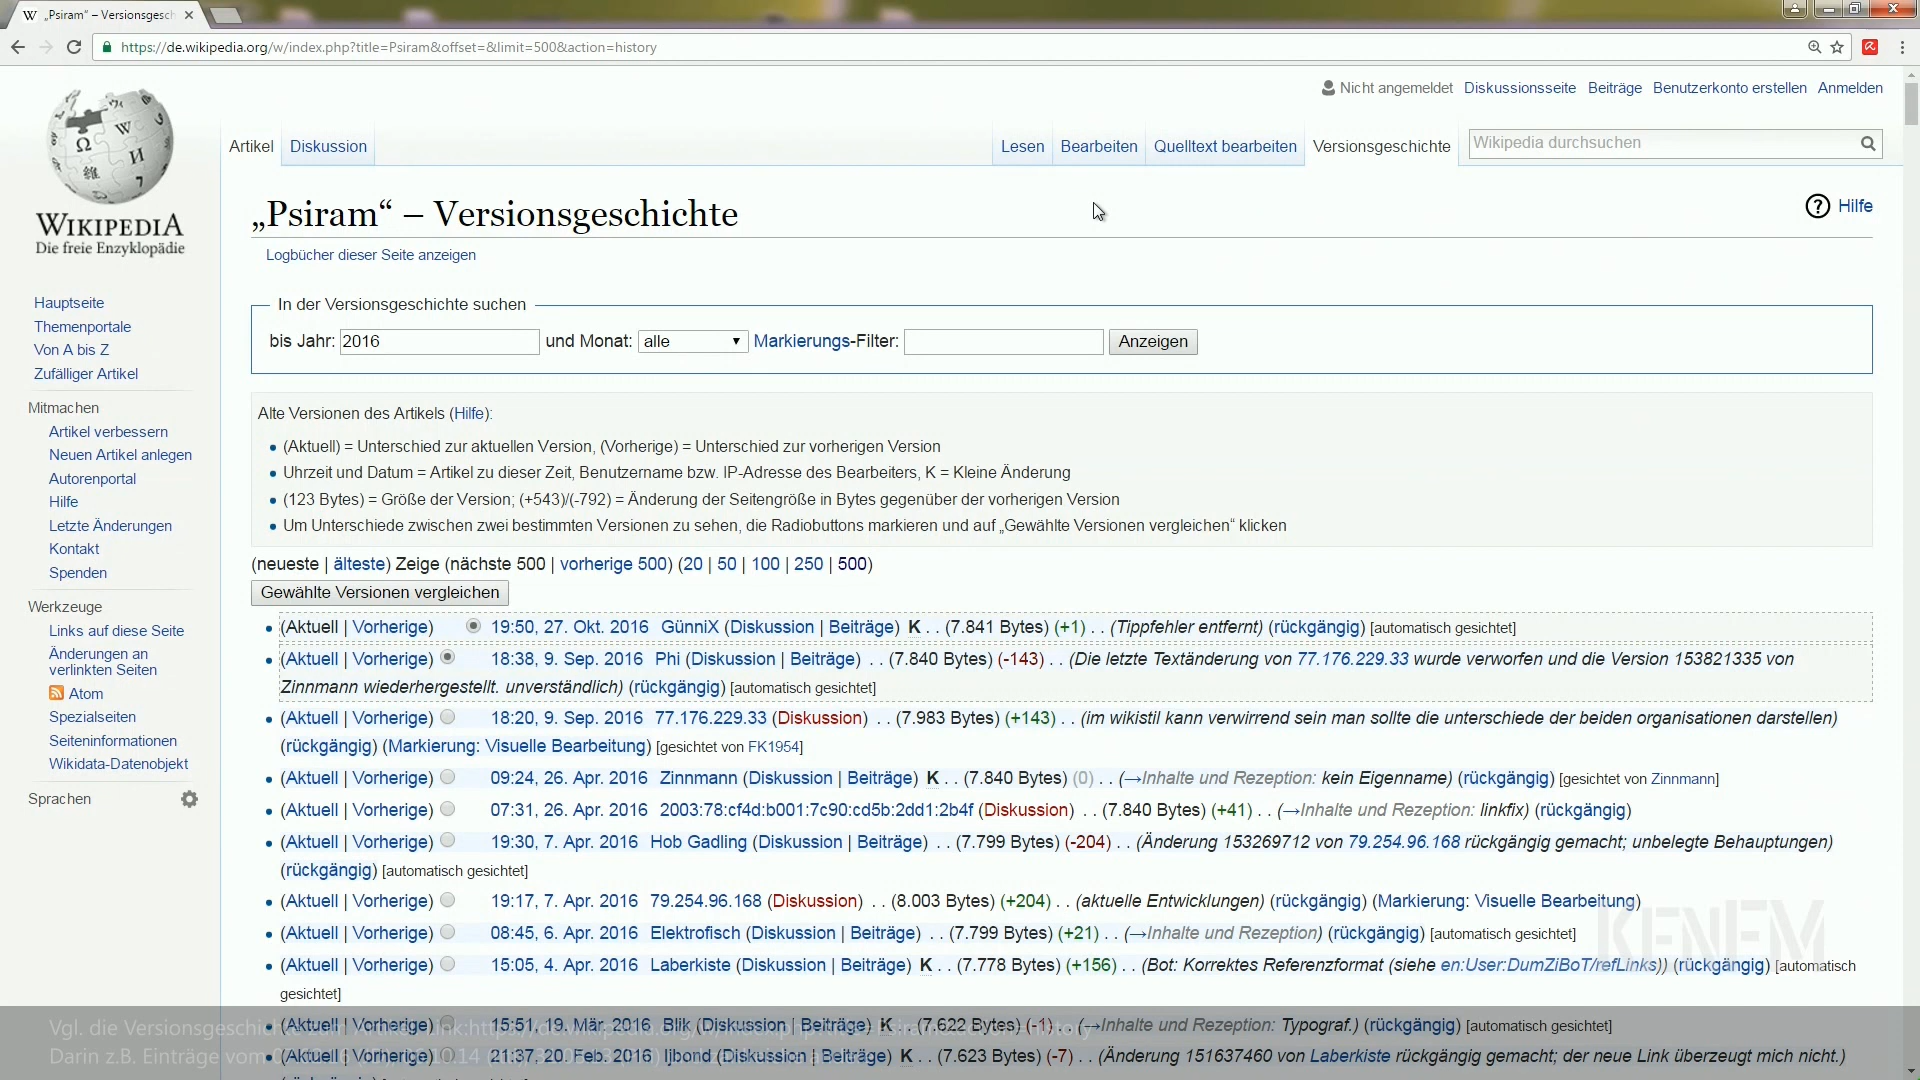 „Psiram“ – Versionsgesch
https://de.wikipedia.org/w/index.php?title=Psiram&offset=&limit=500&action=history
Nicht angemeldet Diskussionsseite Beiträge Benutzerkonto erstellen Anmelden
Artikel Diskussion Lesen Bearbeiten Quelltext bearbeiten Versionsgeschichte Wikipedia durchsuchen
WIKIPEDIA
Die freie Enzyklopädie
Hauptseite
Themenportale
Von A bis Z
Zufälliger Artikel
Mitmachen
Artikel verbessern
Neuen Artikel anlegen
Autorenportal
Hilfe
Letzte Änderungen
Kontakt
Spenden
Werkzeuge
Links auf diese Seite
Änderungen an
verlinkten Seiten
Atom
Spezialseiten
Seiteninformationen
Wikidata-Datenobjekt
Sprachen
„Psiram“ – Versionsgeschichte
Hilfe
Logbücher dieser Seite anzeigen
In der Versionsgeschichte suchen
bis Jahr: 2016 und Monat: alle Markierungs-Filter: Anzeigen
Alte Versionen des Artikels (Hilfe):
(Aktuell) = Unterschied zur aktuellen Version, (Vorherige) = Unterschied zur vorherigen Version
Uhrzeit und Datum = Artikel zu dieser Zeit, Benutzername bzw. IP-Adresse des Bearbeiters, K = Kleine Änderung
(123 Bytes) = Größe der Version; (+543)/(-792) = Änderung der Seitengröße in Bytes gegenüber der vorherigen Version
Um Unterschiede zwischen zwei bestimmten Versionen zu sehen, die Radiobuttons markieren und auf „Gewählte Versionen vergleichen“ klicken
(neueste | älteste) Zeige (nächste 500 | vorherige 500) (20 | 50 | 100 | 250 | 500)
Gewählte Versionen vergleichen
(Aktuell | Vorherige) 19:50, 27. Okt. 2016 GünniX (Diskussion | Beiträge) K . . (7.841 Bytes) (+1) . . (Tippfehler entfernt) (rückgängig) [automatisch gesichtet]
(Aktuell | Vorherige) 18:38, 9. Sep. 2016 Phi (Diskussion | Beiträge) . . (7.840 Bytes) (-143) . . (Die letzte Textänderung von 77.176.229.33 wurde verworfen und die Version 153821335 von
Zinnmann wiederhergestellt. unverständlich) (rückgängig) [automatisch gesichtet]
(Aktuell | Vorherige) 18:20, 9. Sep. 2016 77.176.229.33 (Diskussion) . . (7.983 Bytes) (+143) . . (im wikistil kann verwirrend sein man sollte die unterschiede der beiden organisationen darstellen)
(rückgängig) (Markierung: Visuelle Bearbeitung) [gesichtet von FK1954]
(Aktuell | Vorherige) 09:24, 26. Apr. 2016 Zinnmann (Diskussion | Beiträge) K . . (7.840 Bytes) (0) . . (→Inhalte und Rezeption: kein Eigenname) (rückgängig) [gesichtet von Zinnmann]
(Aktuell | Vorherige) 07:31, 26. Apr. 2016 2003:78:cf4d:b001:7c90:cd5b:2dd1:2b4f (Diskussion) . . (7.840 Bytes) (+41) . . (→Inhalte und Rezeption: linkfix) (rückgängig)
(Aktuell | Vorherige) 19:30, 7. Apr. 2016 Hob Gadling (Diskussion | Beiträge) . . (7.799 Bytes) (-204) . . (Änderung 153269712 von 79.254.96.168 rückgängig gemacht; unbelegte Behauptungen)
(rückgängig) [automatisch gesichtet]
(Aktuell | Vorherige) 19:17, 7. Apr. 2016 79.254.96.168 (Diskussion) . . (8.003 Bytes) (+204) . . (aktuelle Entwicklungen) (rückgängig) (Markierung: Visuelle Bearbeitung)
(Aktuell | Vorherige) 08:45, 6. Apr. 2016 Elektrofisch (Diskussion | Beiträge) . . (7.799 Bytes) (+21) . . (→Inhalte und Rezeption) (rückgängig) [automatisch gesichtet]
KENFM
(Aktuell | Vorherige) 15:05, 4. Apr. 2016 Laberkiste (Diskussion | Beiträge) K . . (7.778 Bytes) (+156) . . (Bot: Korrektes Referenzformat (siehe en:User:DumZiBoT/refLinks)) (rückgängig) [automatisch
gesichtet]
(Aktuell | Vorherige) 15:51, 19. Mär. 2016 Blik (Diskussion | Beiträge) K . . (7.622 Bytes) (-1) . . (→Inhalte und Rezeption: Typograf.) (rückgängig) [automatisch gesichtet]
(Aktuell | Vorherige) 21:37, 20. Feb. 2016 Ijbond (Diskussion | Beiträge) K . . (7.623 Bytes) (-7) . . (Änderung 151637460 von Laberkiste rückgängig gemacht; der neue Link überzeugt mich nicht.)
Vgl. die Versionsgeschichte
Darin z.B. Einträge vom